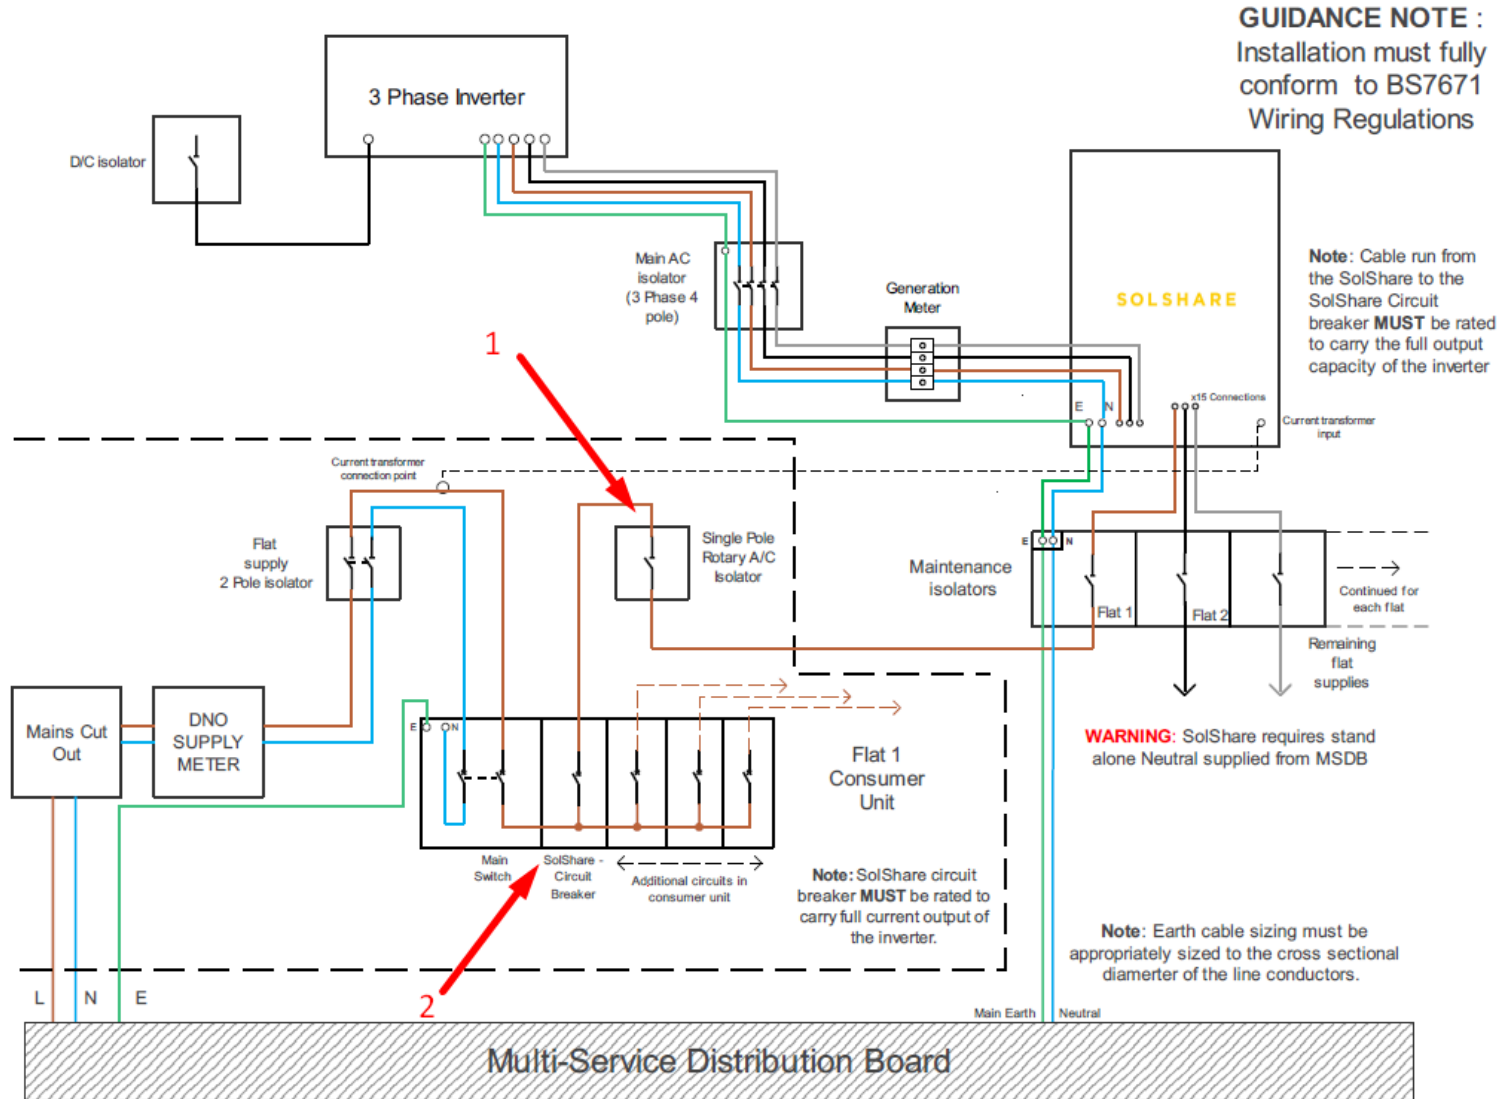 GUIDANCE NOTE :
Installation must fully
conform to BS7671
Wiring Regulations
3 Phase Inverter
D/C isolator
Main AC
isolator
(3 Phase 4
pole)
Generation
Meter
SOLSHARE
Note: Cable run from
the SolShare to the
SolShare Circuit
breaker MUST be rated
to carry the full output
capacity of the inverter
1
E
N
x15 Connections
Current transformer
input
Current transformer
connection point
Flat
supply
2 Pole isolator
Single Pole
Rotary A/C
Isolator
Maintenance
isolators
E
N
Flat 1
Flat 2
Continued for
each flat
Remaining
flat
supplies
Mains Cut
Out
DNO
SUPPLY
METER
E
N
Flat 1
Consumer
Unit
WARNING: SolShare requires stand
alone Neutral supplied from MSDB
Main
Switch
SolShare -
Circuit
Breaker
Additional circuits in
consumer unit
Note: SolShare circuit
breaker MUST be rated to
carry full current output of
the inverter.
Note: Earth cable sizing must be
appropriately sized to the cross sectional
diamerter of the line conductors.
2
L
N
E
Main Earth
Neutral
Multi-Service Distribution Board